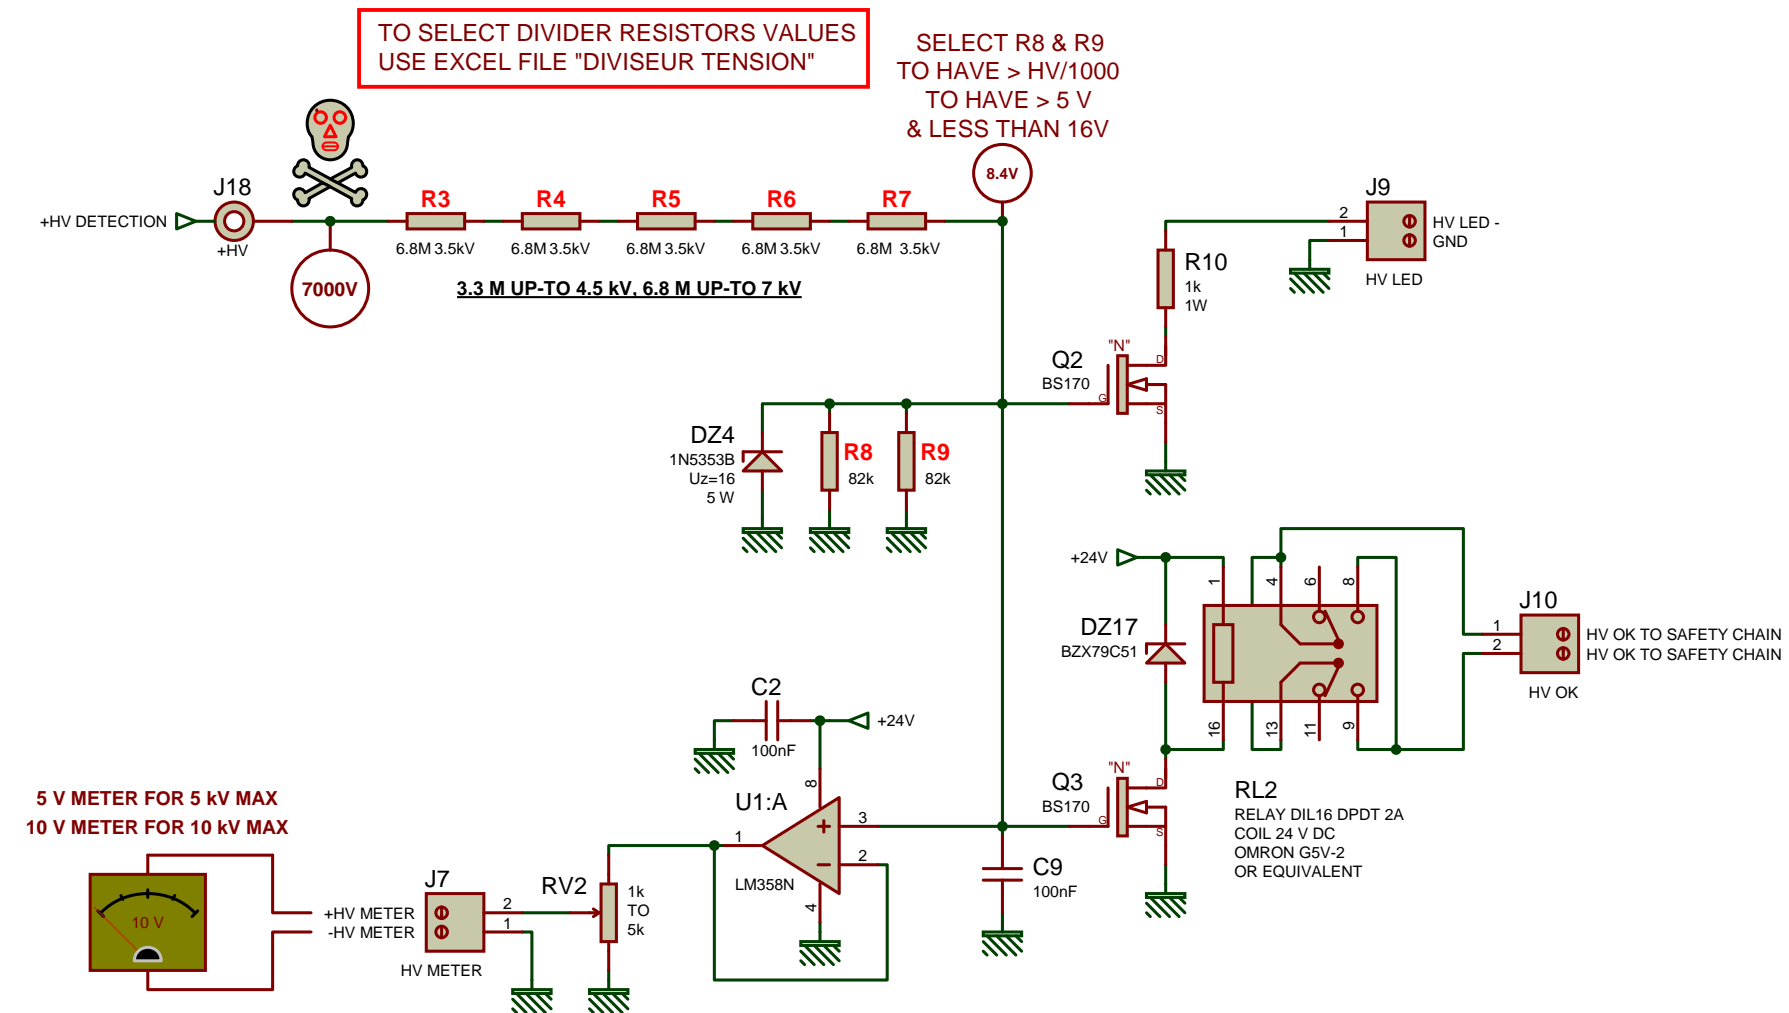 TO SELECT DIVIDER RESISTORS VALUES
USE EXCEL FILE "DIVISEUR TENSION"
SELECT R8 & R9
TO HAVE > HV/1000
TO HAVE > 5 V
& LESS THAN 16V
8.4V
J18
+HV DETECTION
+HV
7000V
R3
6.8M 3.5kV
R4
6.8M 3.5kV
R5
6.8M 3.5kV
R6
6.8M 3.5kV
R7
6.8M 3.5kV
3.3 M UP-TO 4.5 kV, 6.8 M UP-TO 7 kV
J9
2
1
HV LED -
GND
HV LED
R10
1k
1W
Q2
BS170
"N"
D
G
S
DZ4
1N5353B
Uz=16
5 W
R8
82k
R9
82k
+24V
DZ17
BZX79C51
1
4
6
8
16
13
11
9
J10
1
2
HV OK TO SAFETY CHAIN
HV OK TO SAFETY CHAIN
HV OK
RL2
RELAY DIL16 DPDT 2A
COIL 24 V DC
OMRON G5V-2
OR EQUIVALENT
Q3
BS170
"N"
D
G
S
C2
100nF
+24V
U1:A
LM358N
8
3
2
1
4
C9
100nF
RV2
1k
TO
5k
J7
2
1
+HV METER
-HV METER
HV METER
5 V METER FOR 5 kV MAX
10 V METER FOR 10 kV MAX
10 V